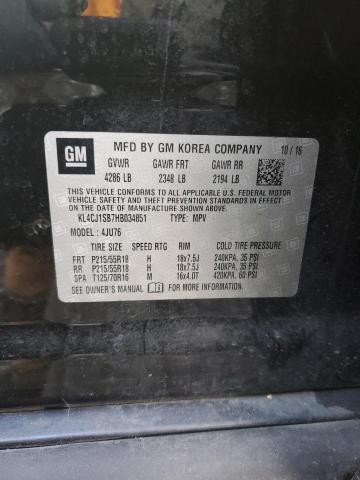 GM
MFD BY GM KOREA COMPANY 10/16
GVWR GAWR FRT GAWR RR
4286 LB 2348 LB 2194 LB
THIS VEHICLE CONFORMS TO ALL APPLICABLE U.S. FEDERAL MOTOR
VEHICLE SAFETY, BUMPER, AND THEFT PREVENTION STANDARDS IN
EFFECT ON THE DATE OF MANUFACTURE SHOWN ABOVE.
KL4CJ1SB7HB034851 TYPE: MPV
MODEL: 4JU76
TIRE SIZE SPEED RTG RIM COLD TIRE PRESSURE
FRT P215/55R18 H 18x7.5J 240KPA, 35 PSI
RR P215/55R18 H 18x7.5J 240KPA, 35 PSI
SPA T125/70R16 M 16x4.0T 420KPA, 60 PSI
SEE OWNER'S MANUAL FOR MORE INFORMATION.